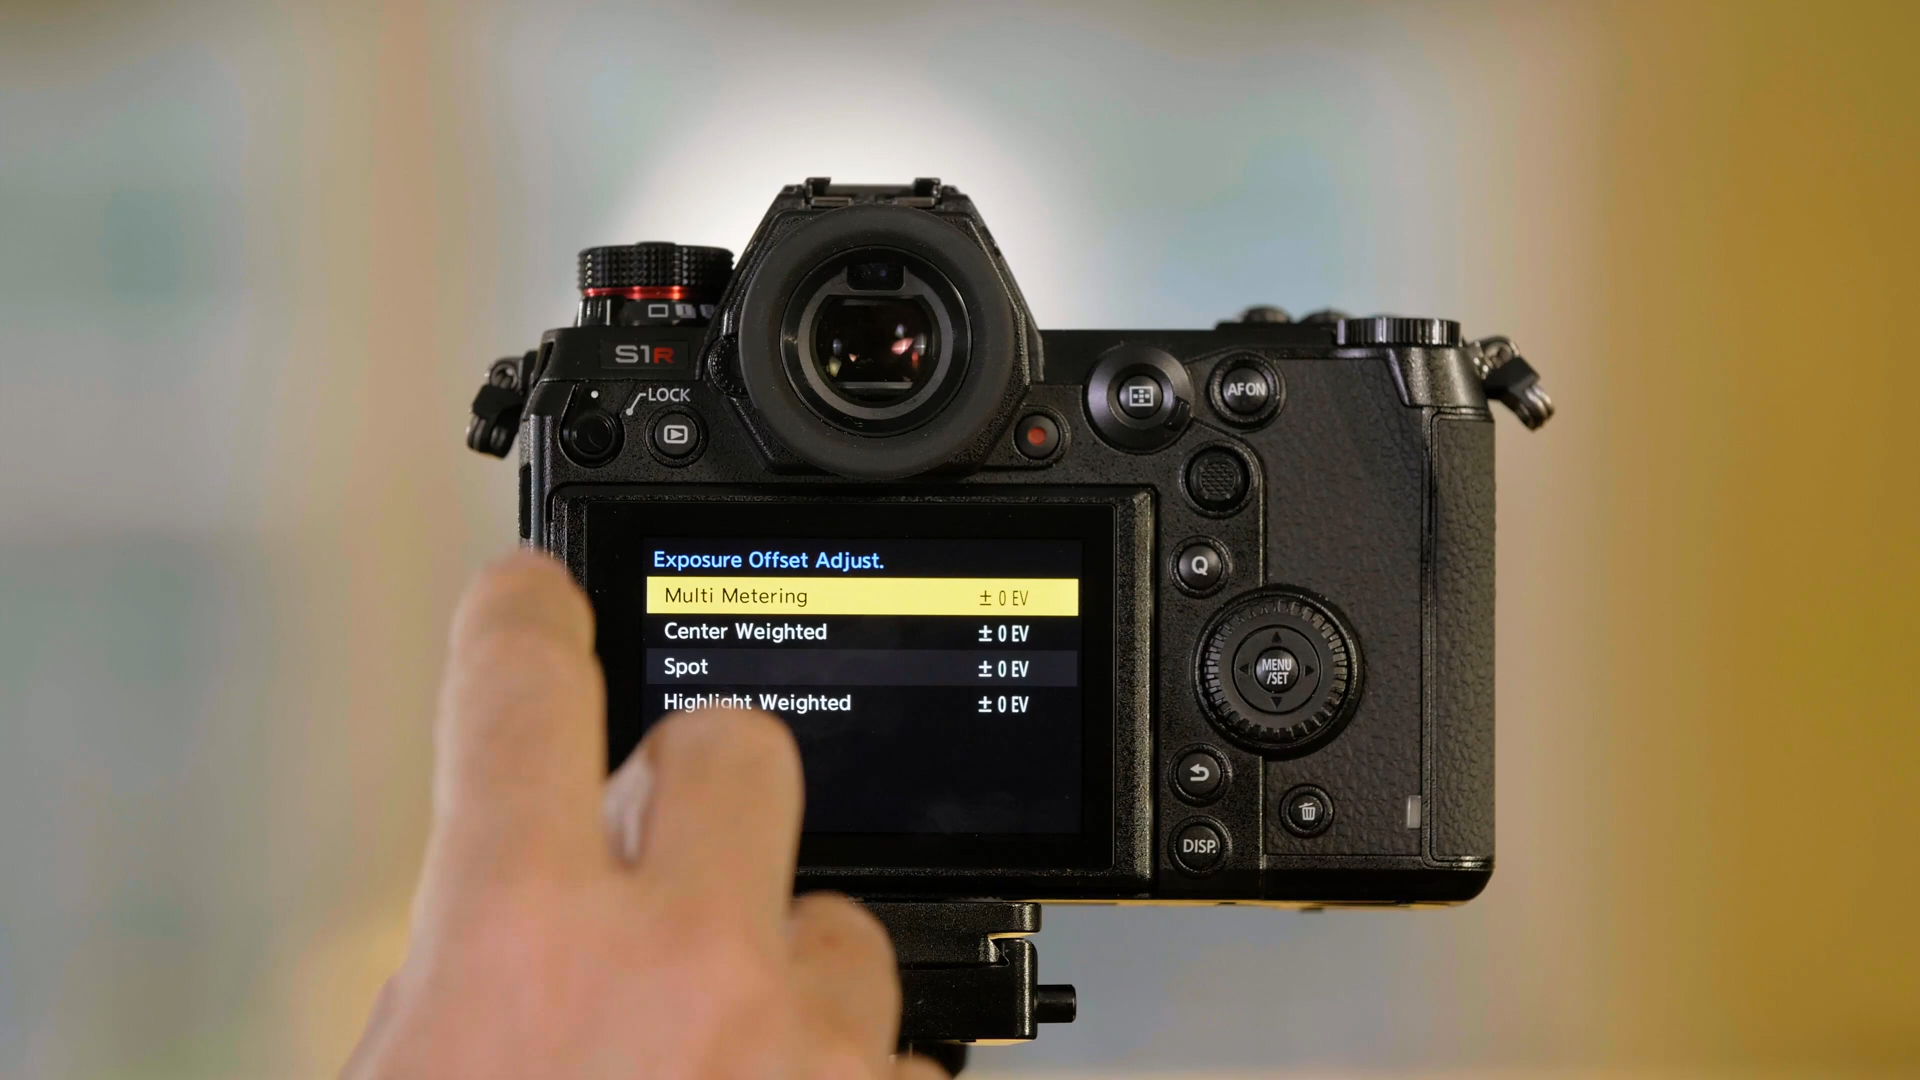 S1R
LOCK
AF ON
Exposure Offset Adjust.
Q
Multi Metering ± 0 EV
Center Weighted ± 0 EV
Spot ± 0 EV
Highlight Weighted ± 0 EV
MENU
/SET
DISP.